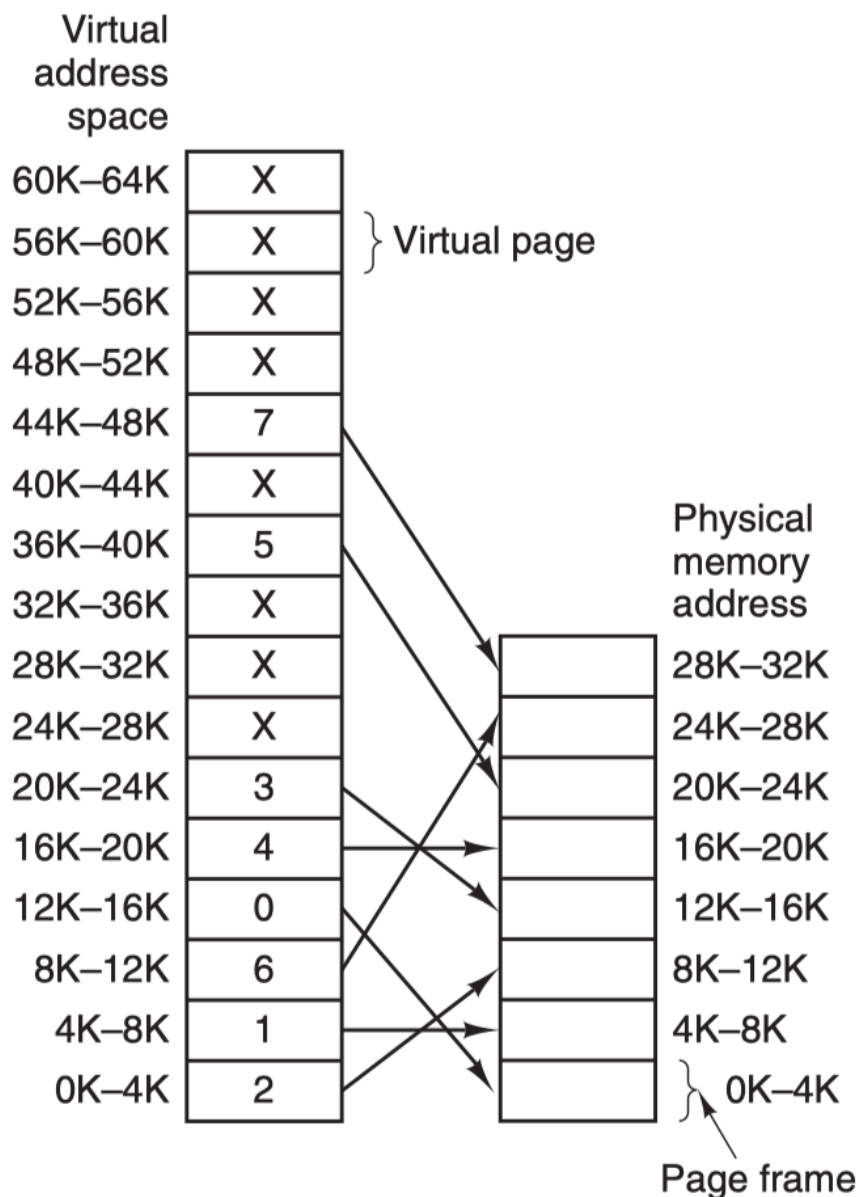 Virtual
address
space
60K–64K X
56K–60K X Virtual page
52K–56K X
48K–52K X
44K–48K 7
40K–44K X
36K–40K 5
32K–36K X
28K–32K X
24K–28K X
20K–24K 3
16K–20K 4
12K–16K 0
8K–12K 6
4K–8K 1
0K–4K 2
Physical
memory
address
28K–32K
24K–28K
20K–24K
16K–20K
12K–16K
8K–12K
4K–8K
0K–4K
Page frame